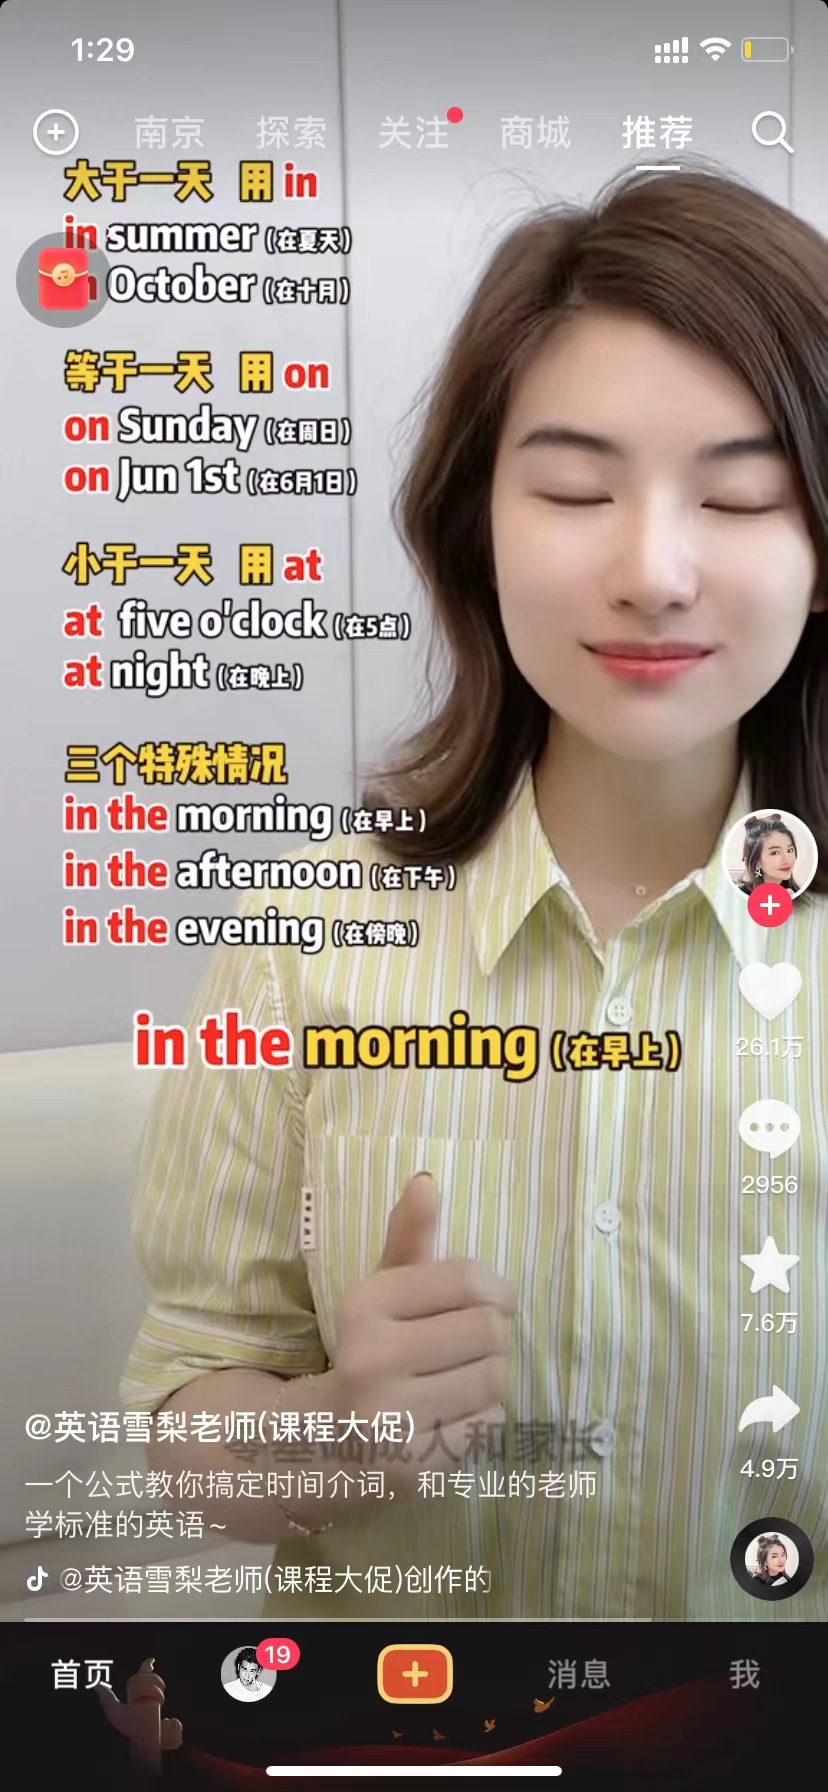 1:29
南京 探索 关注 商城 推荐
大于一天 用 in
in summer (在夏天)
October (在十月)
等于一天 用 on
on Sunday (在周日)
on Jun 1st (在6月1日)
小于一天 用 at
at five o'clock (在5点)
at night (在晚上)
三个特殊情况
in the morning (在早上)
in the afternoon (在下午)
in the evening (在傍晚)
in the morning (在早上)
26.1万
2956
7.6万
4.9万
零基础成人和家长
@英语雪梨老师(课程大促)
一个公式教你搞定时间介词，和专业的老师
学标准的英语~
@英语雪梨老师(课程大促)创作的
首页 19 消息 我